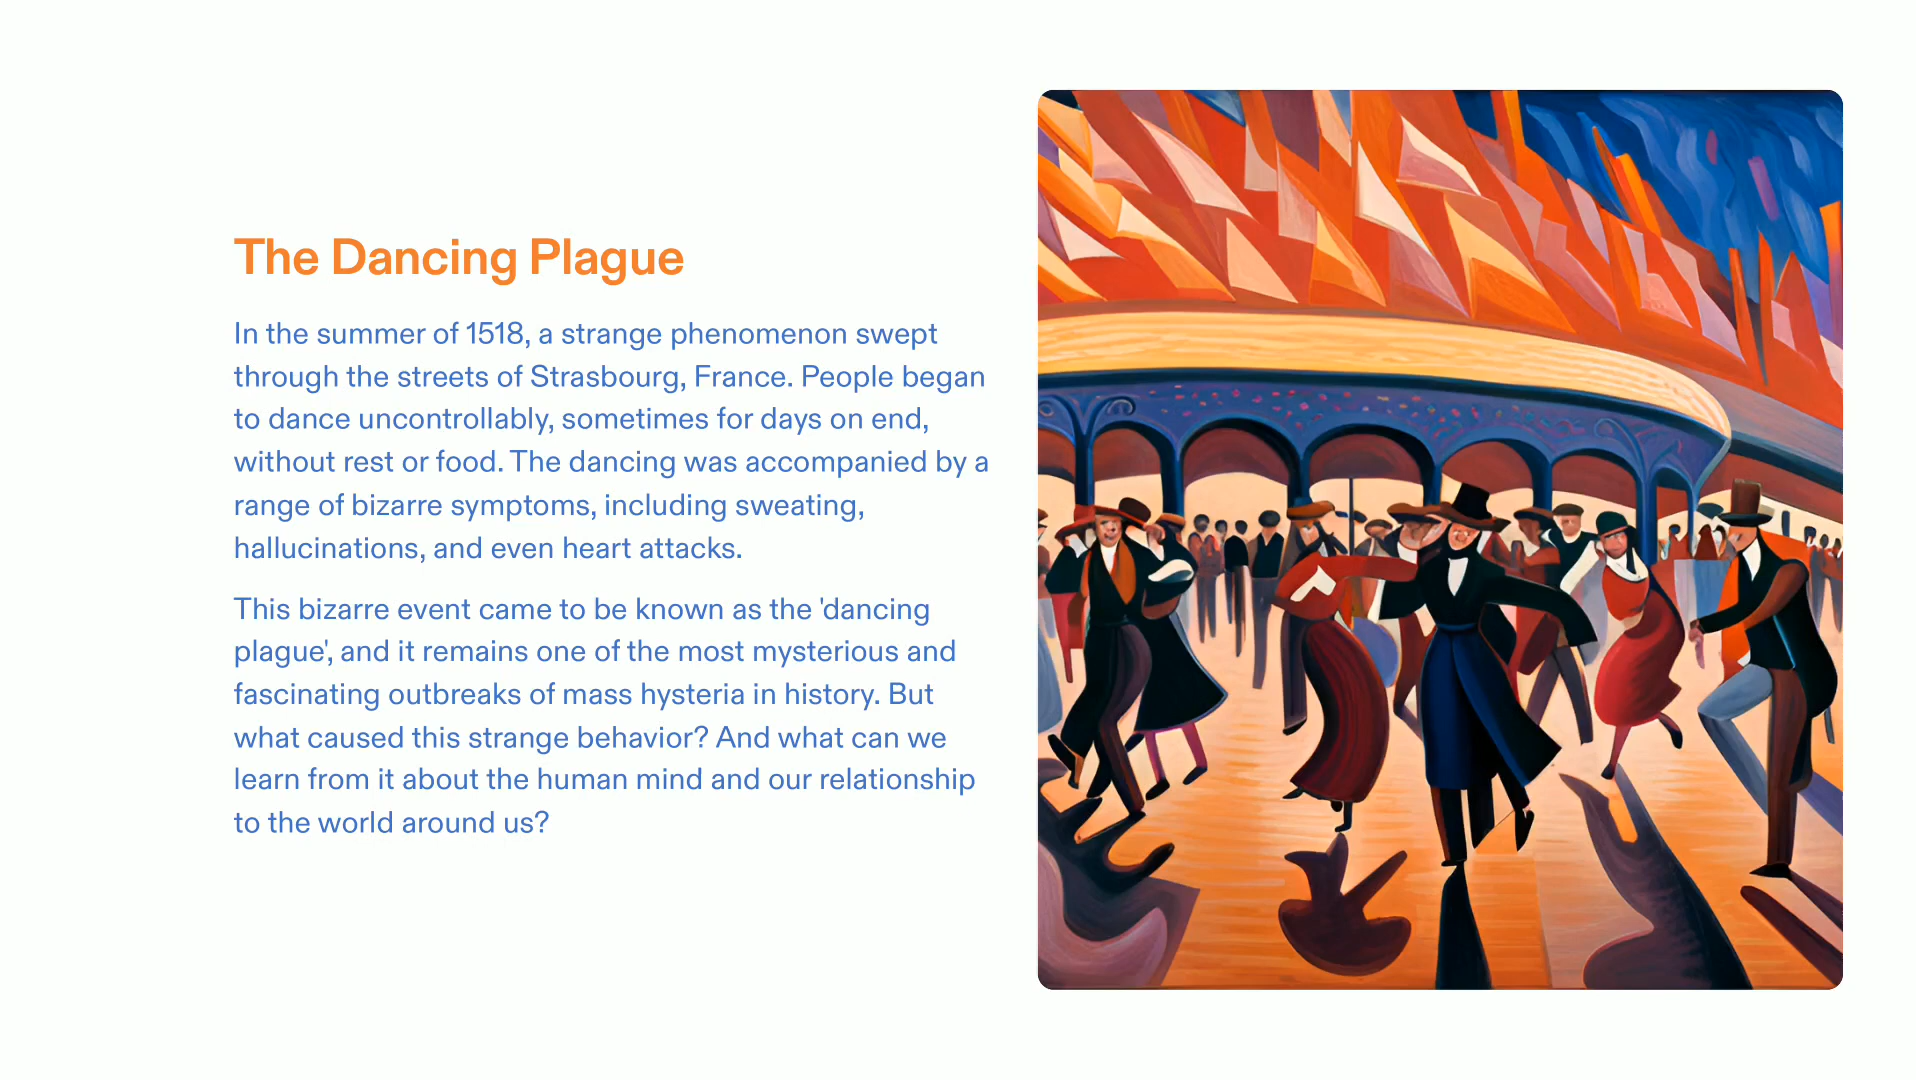 The Dancing Plague
In the summer of 1518, a strange phenomenon swept
through the streets of Strasbourg, France. People began
to dance uncontrollably, sometimes for days on end,
without rest or food. The dancing was accompanied by a
range of bizarre symptoms, including sweating,
hallucinations, and even heart attacks.
This bizarre event came to be known as the 'dancing
plague', and it remains one of the most mysterious and
fascinating outbreaks of mass hysteria in history. But
what caused this strange behavior? And what can we
learn from it about the human mind and our relationship
to the world around us?